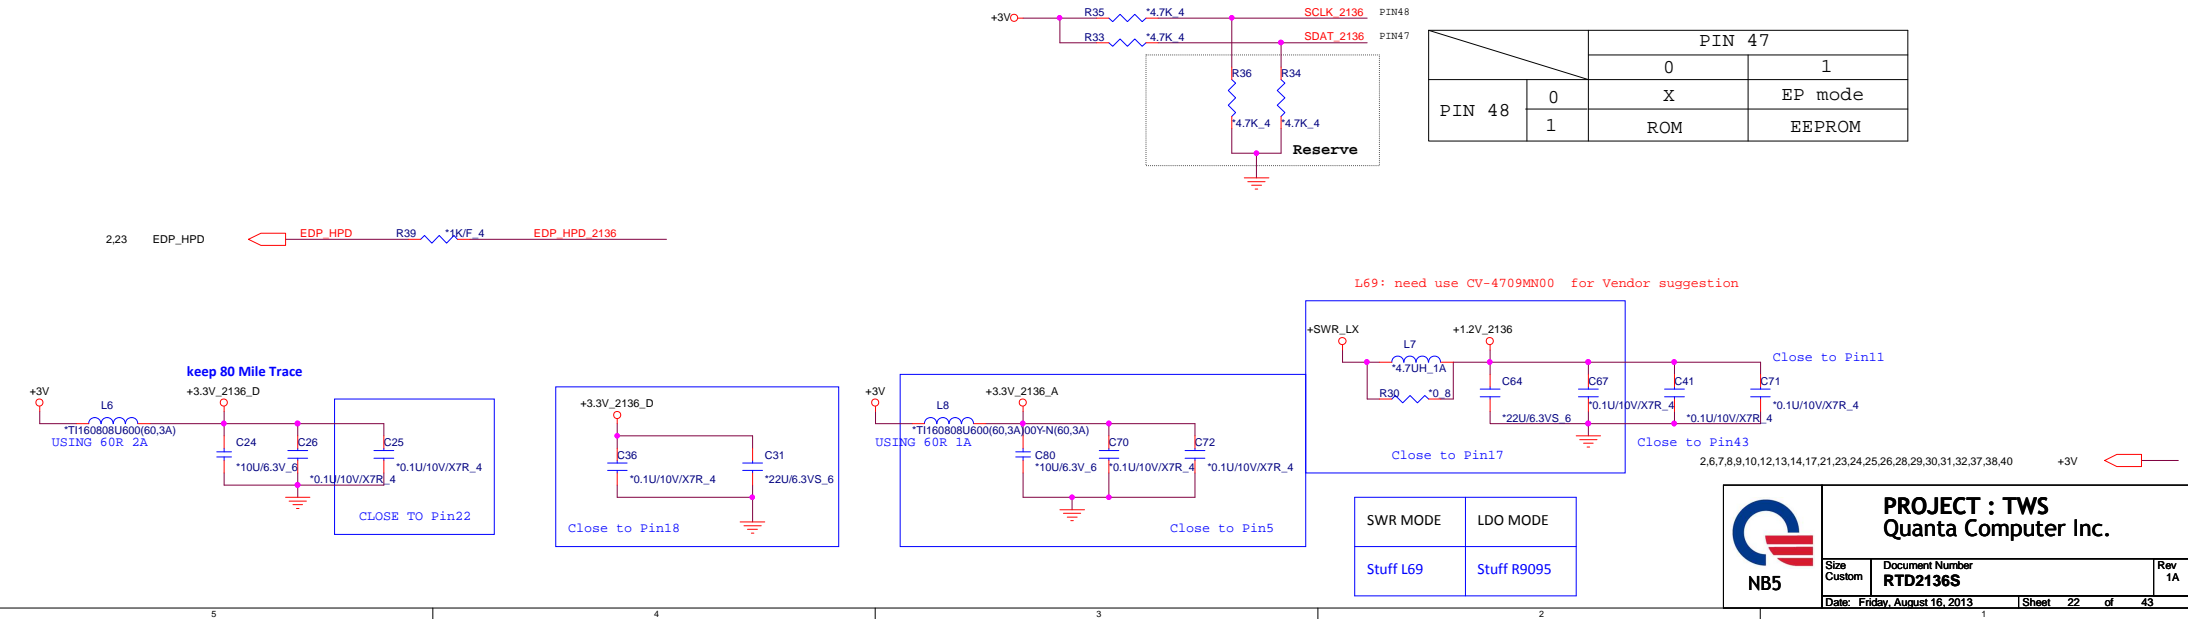 +3V R35 *4.7K_4 SCLK_2136 PIN48
R33 *4.7K_4 SDAT_2136 PIN47
R36 R34
*4.7K_4 *4.7K_4
Reserve
PIN 47
0 1
PIN 48 0 X EP mode
1 ROM EEPROM
2,23 EDP_HPD EDP_HPD R39 *1K/F_4 EDP_HPD_2136
L69: need use CV-4709MN00 for Vendor suggestion
+SWR_LX +1.2V_2136
L7
*4.7UH_1A
R30 *0_8
C64 C67 C41 C71
*22U/6.3VS_6 *0.1U/10V/X7R_4 *0.1U/10V/X7R_4 *0.1U/10V/X7R_4
Close to Pin11
Close to Pin43
Close to Pin17
keep 80 Mile Trace
+3V +3.3V_2136_D
L6
*TI160808U600(60,3A)
USING 60R 2A
C24 C26 C25
*10U/6.3V_6 *0.1U/10V/X7R_4 *0.1U/10V/X7R_4
CLOSE TO Pin22
+3.3V_2136_D
C36 C31
*0.1U/10V/X7R_4 *22U/6.3VS_6
Close to Pin18
+3V +3.3V_2136_A
L8
*TI160808U600(60,3A)00Y-N(60,3A)
USING 60R 1A
C80 C70 C72
*10U/6.3V_6 *0.1U/10V/X7R_4 *0.1U/10V/X7R_4
Close to Pin5
2,6,7,8,9,10,12,13,14,17,21,23,24,25,26,28,29,30,31,32,37,38,40 +3V
SWR MODE LDO MODE
Stuff L69 Stuff R9095
NB5
PROJECT : TWS
Quanta Computer Inc.
Size Document Number Rev
Custom RTD2136S 1A
Date: Friday, August 16, 2013 Sheet 22 of 43
5 4 3 2 1